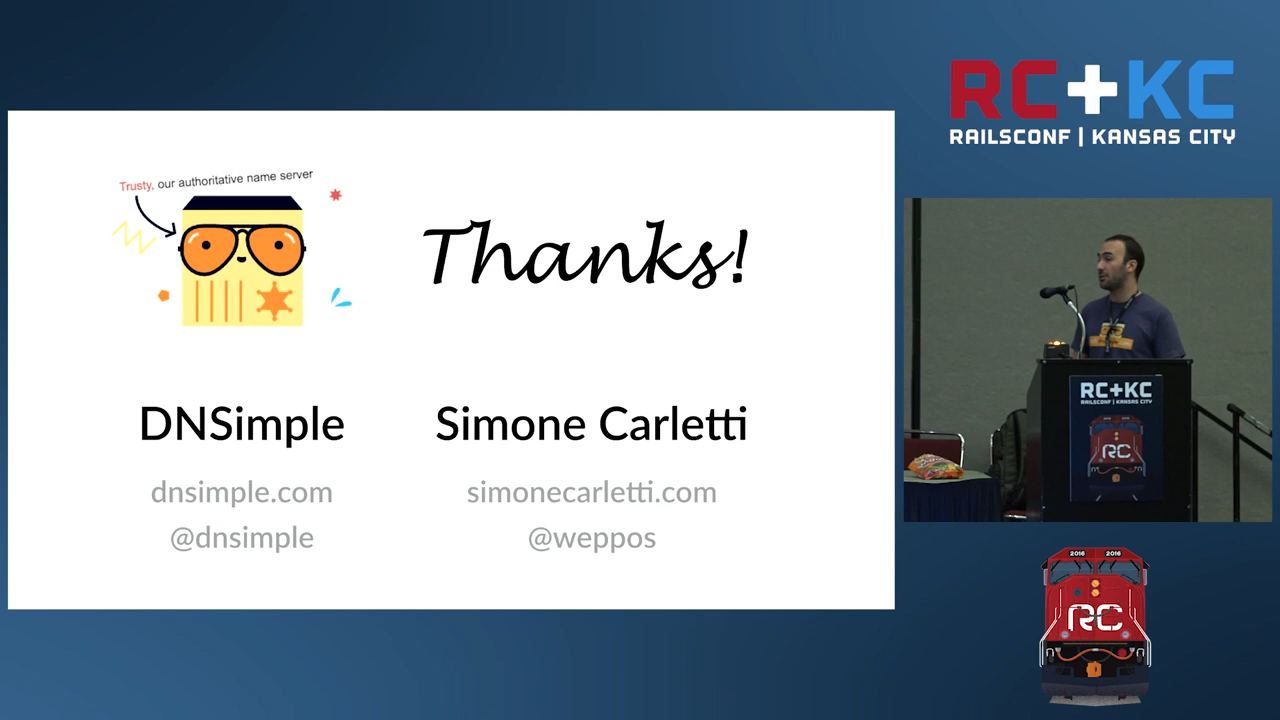 RC+KC
RAILSCONF | KANSAS CITY
Trusty, our authoritative name server
Thanks!
DNSimple
Simone Carletti
dnsimple.com
simonecarletti.com
@dnsimple
@weppos
RC+KC
RAILSCONF | KANSAS CITY
RC
2016 2016
RC